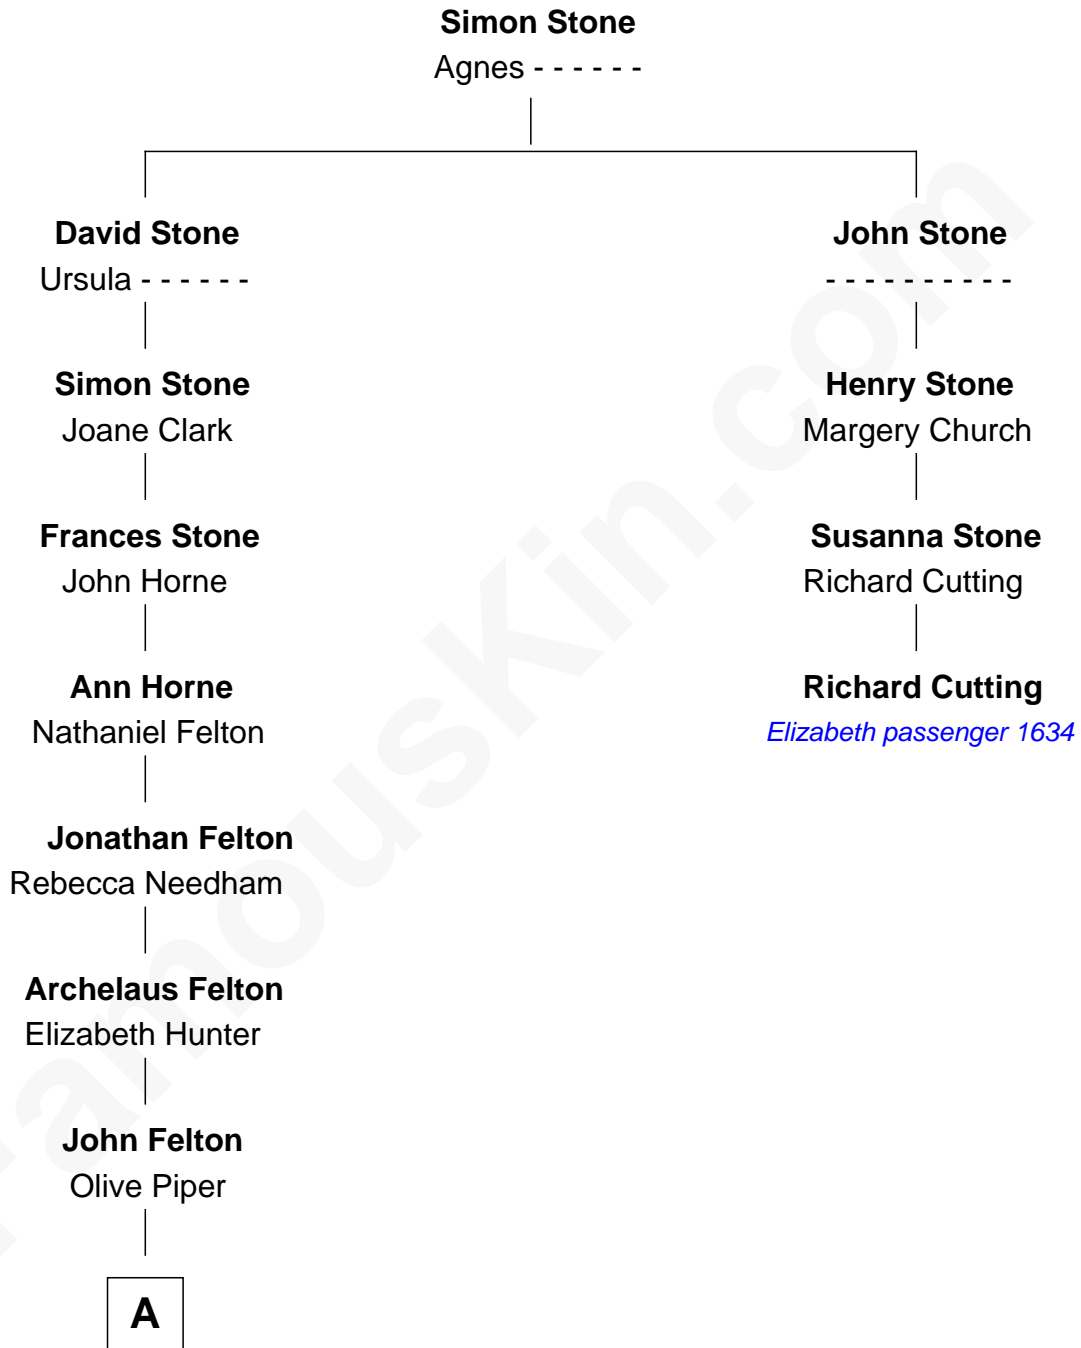 Simon Stone
Agnes - - - - - -
David Stone
Ursula - - - - - -
John Stone
- - - - - - - - - -
Simon Stone
Joane Clark
Henry Stone
Margery Church
Frances Stone
John Horne
Susanna Stone
Richard Cutting
Ann Horne
Nathaniel Felton
Richard Cutting
Elizabeth passenger 1634
Jonathan Felton
Rebecca Needham
Archelaus Felton
Elizabeth Hunter
John Felton
Olive Piper
A
FamousKin.com